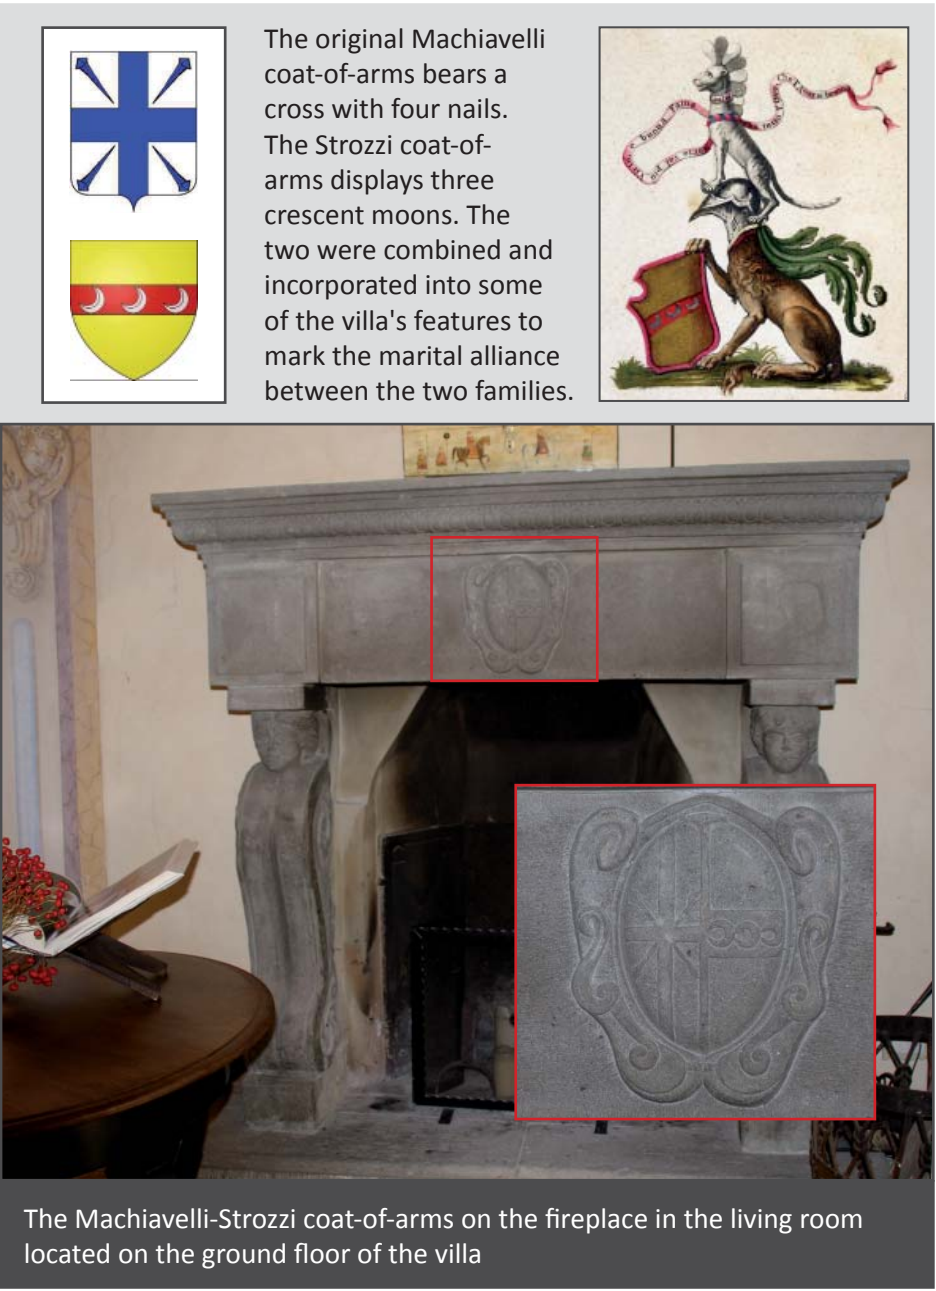 The original Machiavelli
coat-of-arms bears a
cross with four nails.
The Strozzi coat-of-
arms displays three
crescent moons. The
two were combined and
incorporated into some
of the villa's features to
mark the marital alliance
between the two families.
The Machiavelli-Strozzi coat-of-arms on the fireplace in the living room
located on the ground floor of the villa